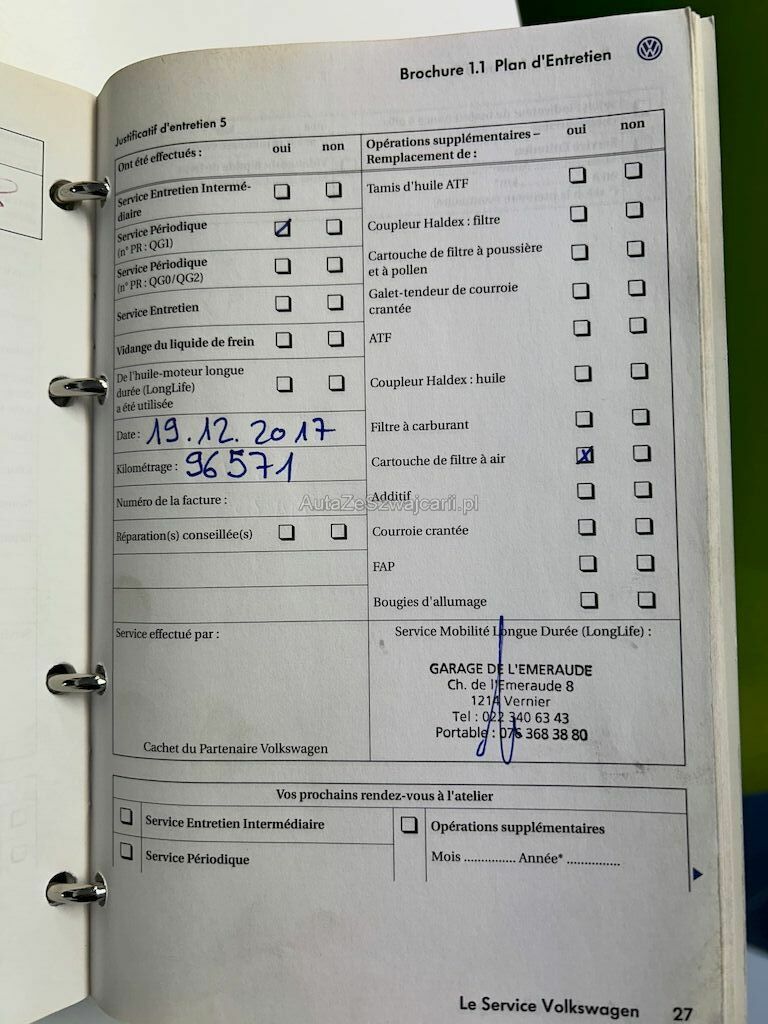 Brochure 1.1 Plan d'Entretien
Justificatif d'entretien 5
Ont été effectués : oui non
Service Entretien Intermé-
diaire
Service Périodique
(n° PR : QG1)
Service Périodique
(n° PR : QG0/QG2)
Service Entretien
Vidange du liquide de frein
De l'huile-moteur longue
durée (LongLife)
a été utilisée
Date : 19.12.2017
Kilométrage : 96571
Numéro de la facture :
Réparation(s) conseillée(s)
Opérations supplémentaires – oui non
Remplacement de :
Tamis d'huile ATF
Coupleur Haldex : filtre
Cartouche de filtre à poussière
et à pollen
Galet-tendeur de courroie
crantée
ATF
Coupleur Haldex : huile
Filtre à carburant
Cartouche de filtre à air
Additif
Courroie crantée
FAP
Bougies d'allumage
AutaZeSzwajcarii.pl
Service effectué par :
Cachet du Partenaire Volkswagen
Service Mobilité Longue Durée (LongLife) :
GARAGE DE L'EMERAUDE
Ch. de l'Emeraude 8
1214 Vernier
Tel : 022 340 63 43
Portable : 076 368 38 80
Vos prochains rendez-vous à l'atelier
Service Entretien Intermédiaire
Service Périodique
Opérations supplémentaires
Mois ............... Année* ...............
Le Service Volkswagen 27